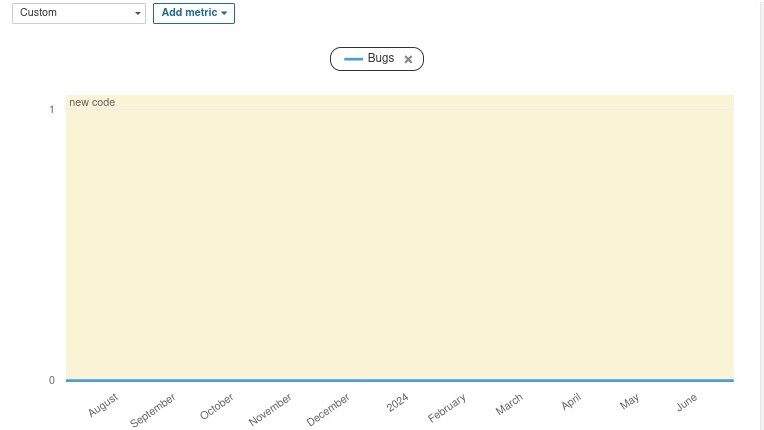 Custom Add metric
Bugs
new code
1
0
August September October November December 2024 February March April May June